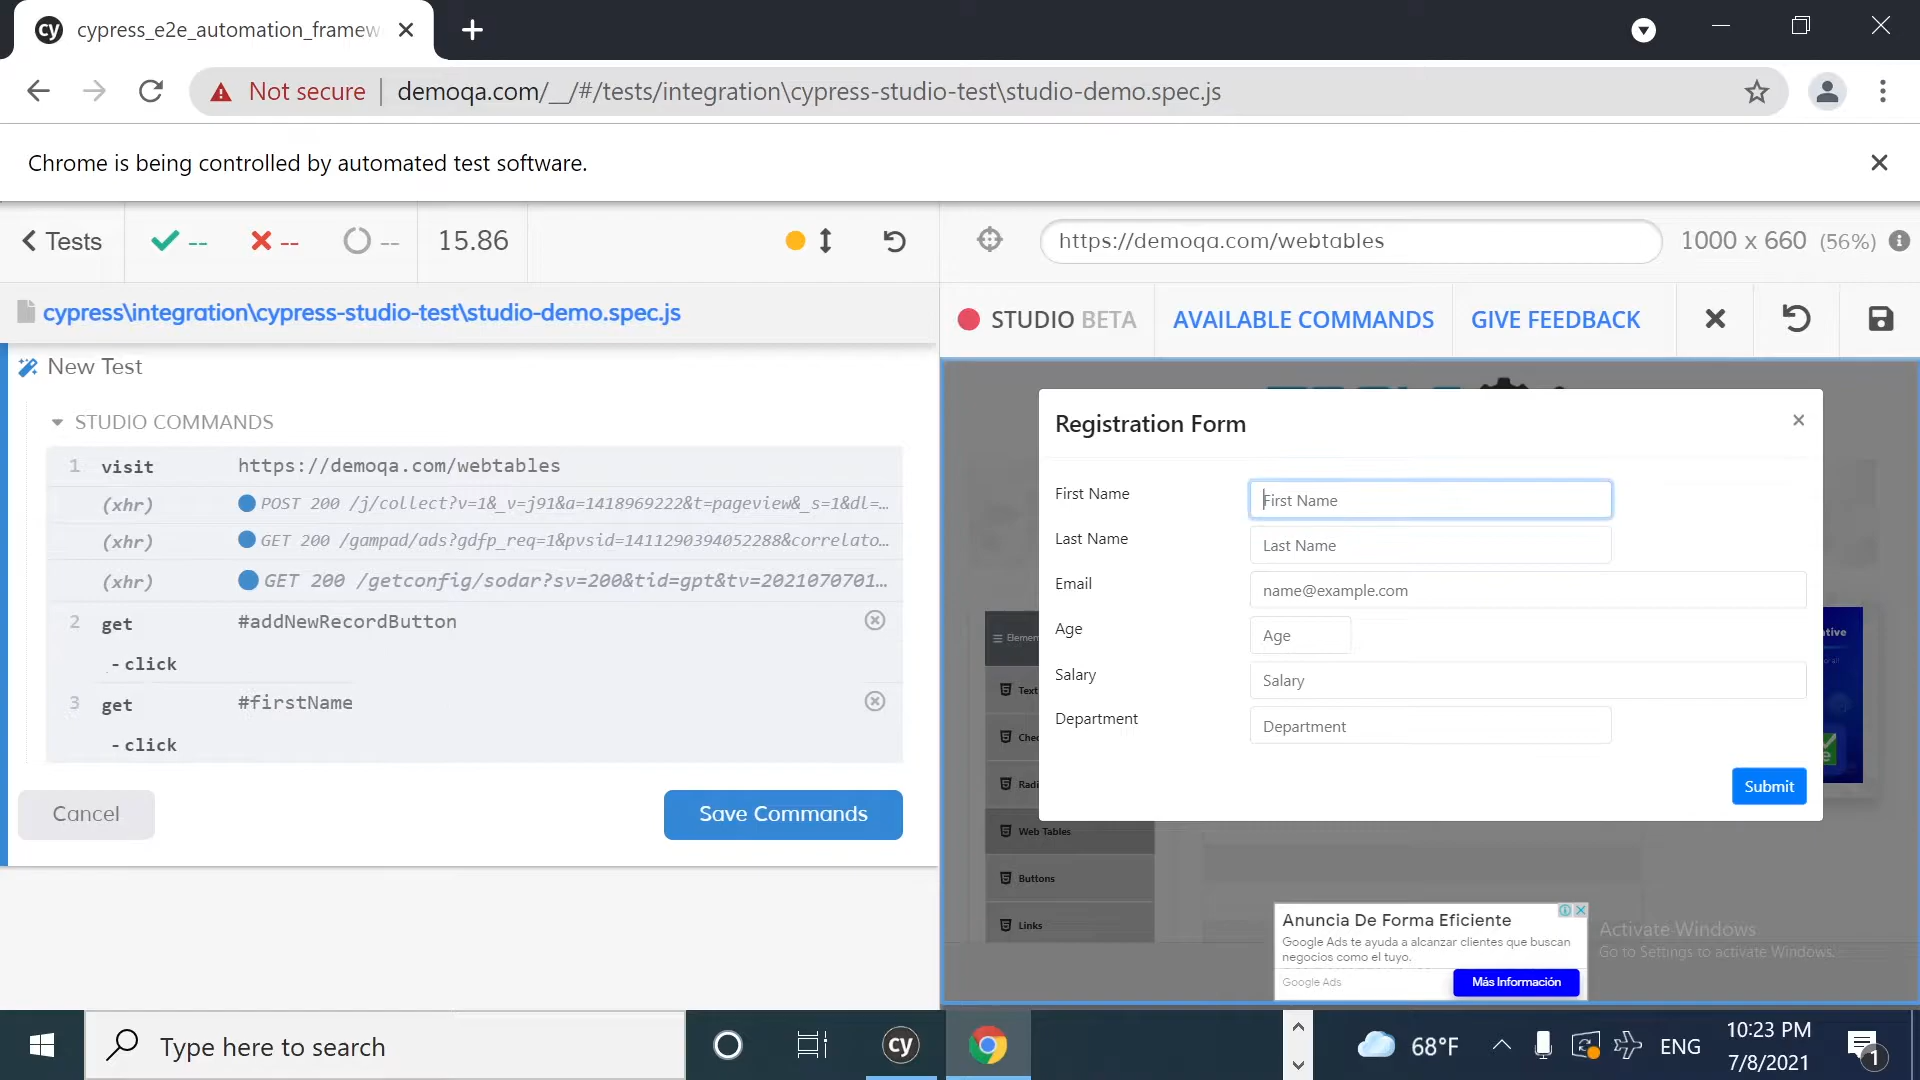 cypress_e2e_automation_framew
Not secure
demoqa.com/__/#/tests/integration\cypress-studio-test\studio-demo.spec.js
Chrome is being controlled by automated test software.
Tests
--
--
--
15.86
https://demoqa.com/webtables
1000 x 660 (56%)
cypress\integration\cypress-studio-test\studio-demo.spec.js
STUDIO BETA
AVAILABLE COMMANDS
GIVE FEEDBACK
New Test
STUDIO COMMANDS
1 visit https://demoqa.com/webtables
(xhr) POST 200 /j/collect?v=1&_v=j91&a=1418969222&t=pageview&_s=1&dl=...
(xhr) GET 200 /gampad/ads?gdfp_req=1&pvsid=1411290394052288&correlato...
(xhr) GET 200 /getconfig/sodar?sv=200&tid=gpt&tv=2021070701...
2 get #addNewRecordButton
- click
3 get #firstName
- click
Cancel
Save Commands
Registration Form
×
First Name
First Name
Last Name
Last Name
Email
name@example.com
Age
Age
Salary
Salary
Department
Department
Submit
Elemen
Text
Chec
Radi
Web Tables
Buttons
Links
Anuncia De Forma Eficiente
Google Ads te ayuda a alcanzar clientes que buscan
negocios como el tuyo.
Google Ads
Más Información
Activate Windows
Go to Settings to activate Windows.
Type here to search
cy
68°F
ENG
10:23 PM
7/8/2021
1